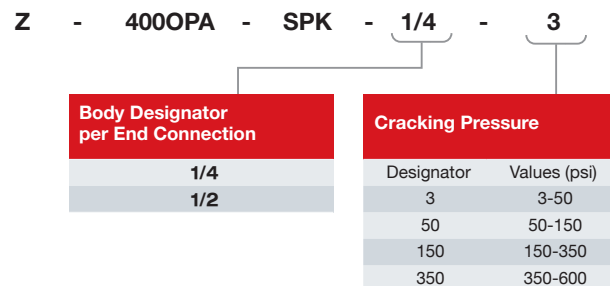 Z - 400OPA - SPK - 1/4 - 3
Body Designator
per End Connection
1/4
1/2
Cracking Pressure
Designator Values (psi)
3 3-50
50 50-150
150 150-350
350 350-600